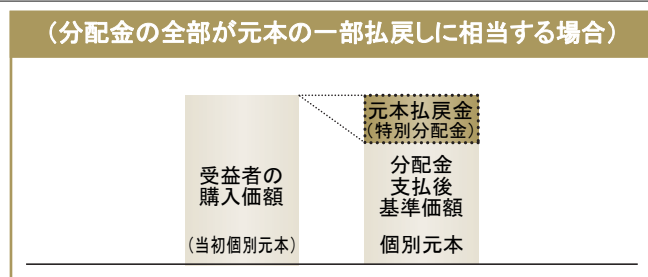 （分配金の全部が元本の一部払戻しに相当する場合）
受益者の
購入価額
（当初個別元本）
元本払戻金
（特別分配金）
分配金
支払後
基準価額
個別元本